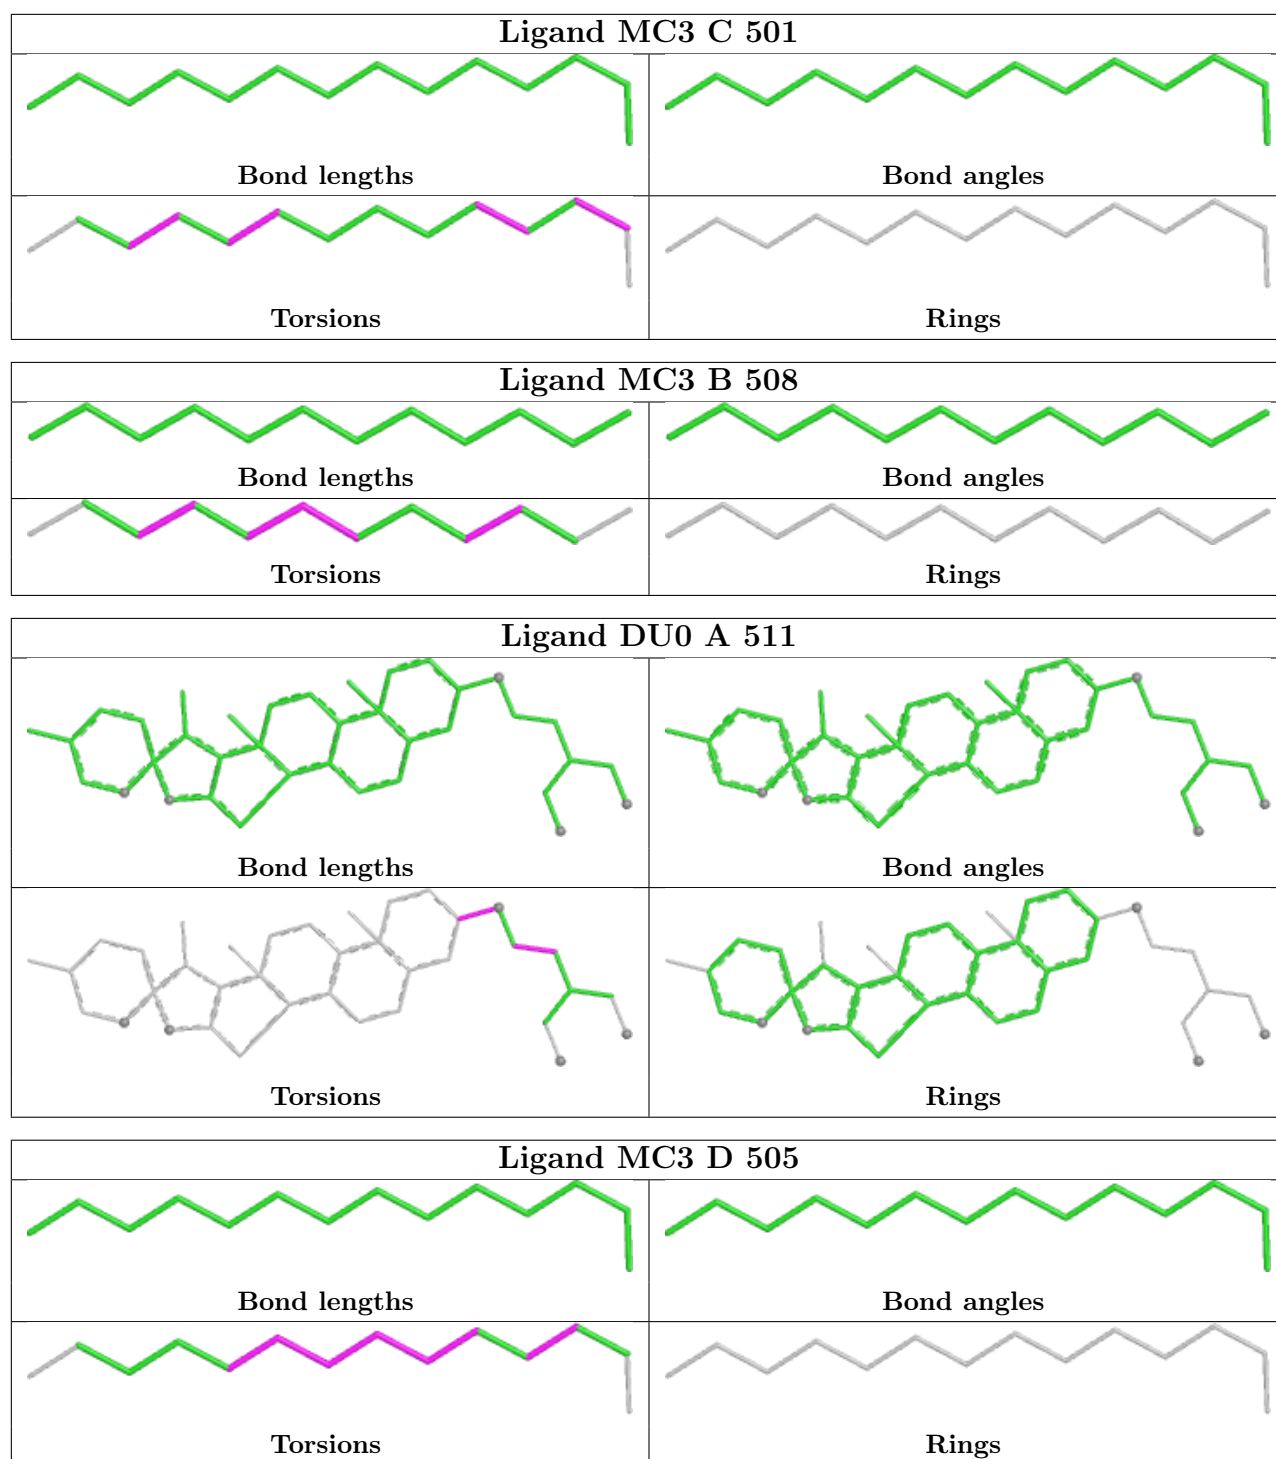 Ligand MC3 C 501
Bond lengths
Bond angles
Torsions
Rings
Ligand MC3 B 508
Bond lengths
Bond angles
Torsions
Rings
Ligand DU0 A 511
Bond lengths
Bond angles
Torsions
Rings
Ligand MC3 D 505
Bond lengths
Bond angles
Torsions
Rings